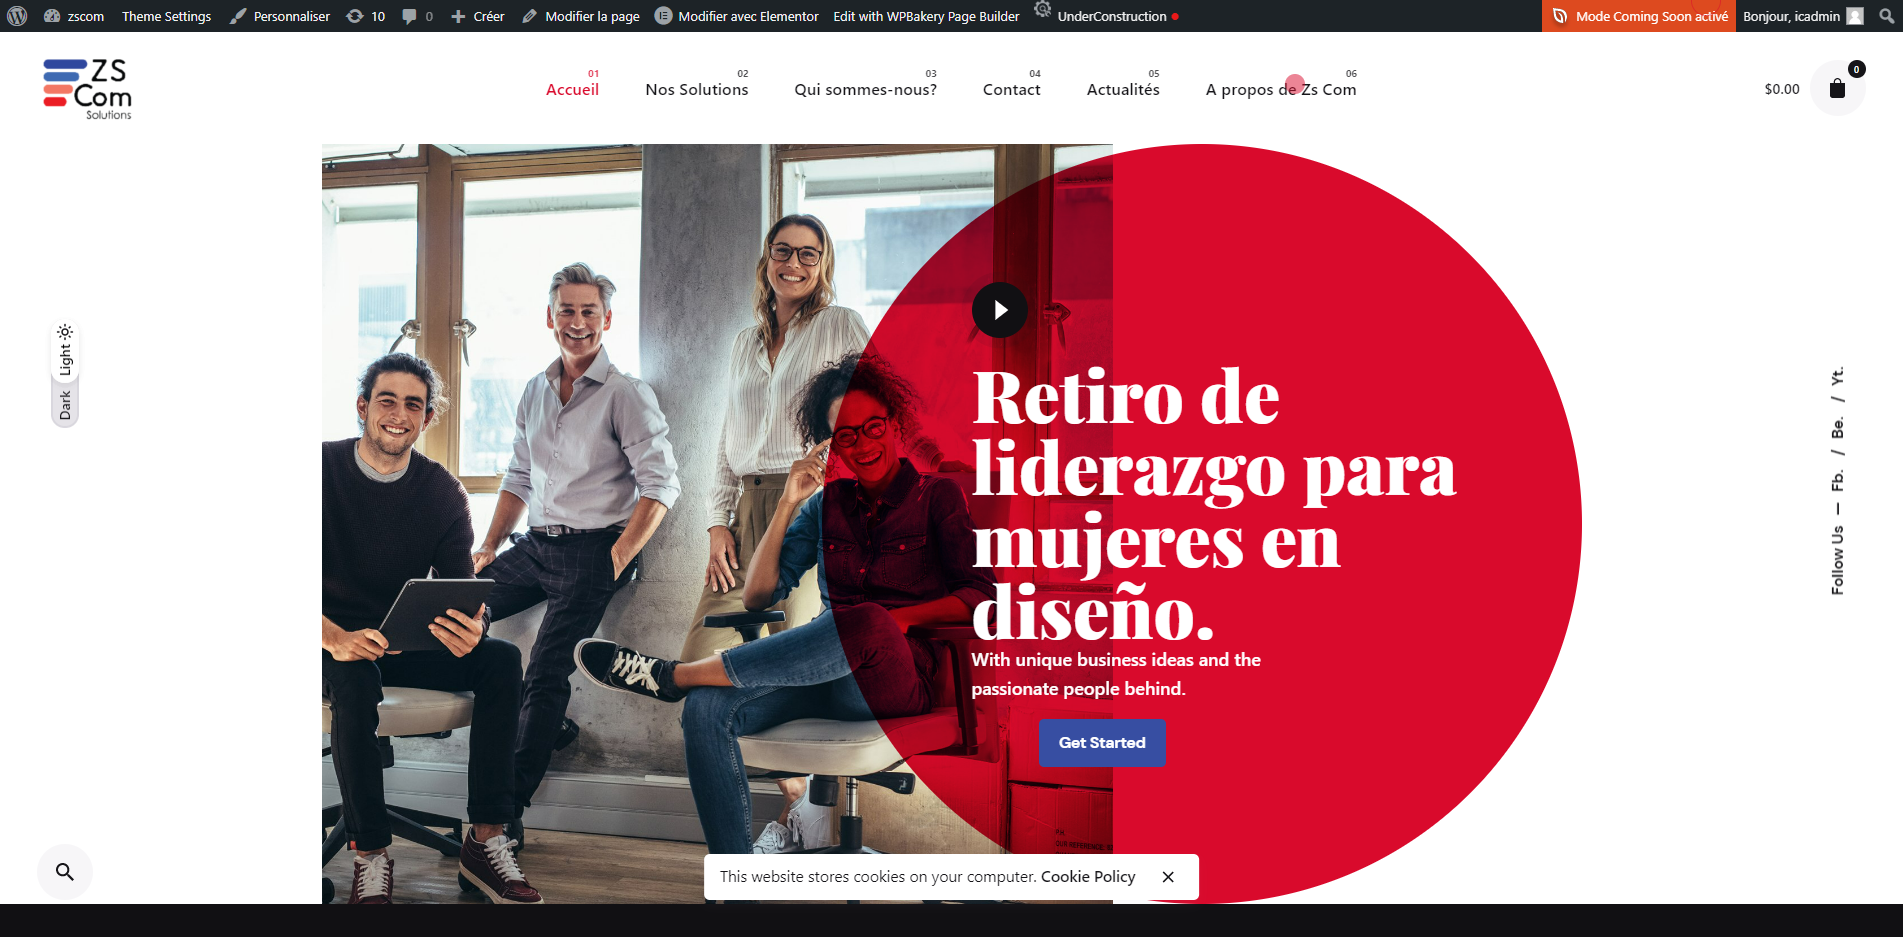 zscom Theme Settings Personnaliser 10 0 Créer Modifier la page Modifier avec Elementor Edit with WPBakery Page Builder UnderConstruction Mode Coming Soon activé Bonjour, icadmin
ZS
Com
Solutions
01 02 03 04 05 06
Accueil Nos Solutions Qui sommes-nous? Contact Actualités A propos de Zs Com
$0.00
0
Light
Dark
Retiro de
liderazgo para
mujeres en
diseño.
With unique business ideas and the
passionate people behind.
Get Started
Follow Us — Fb. / Be. / Yt.
This website stores cookies on your computer. Cookie Policy